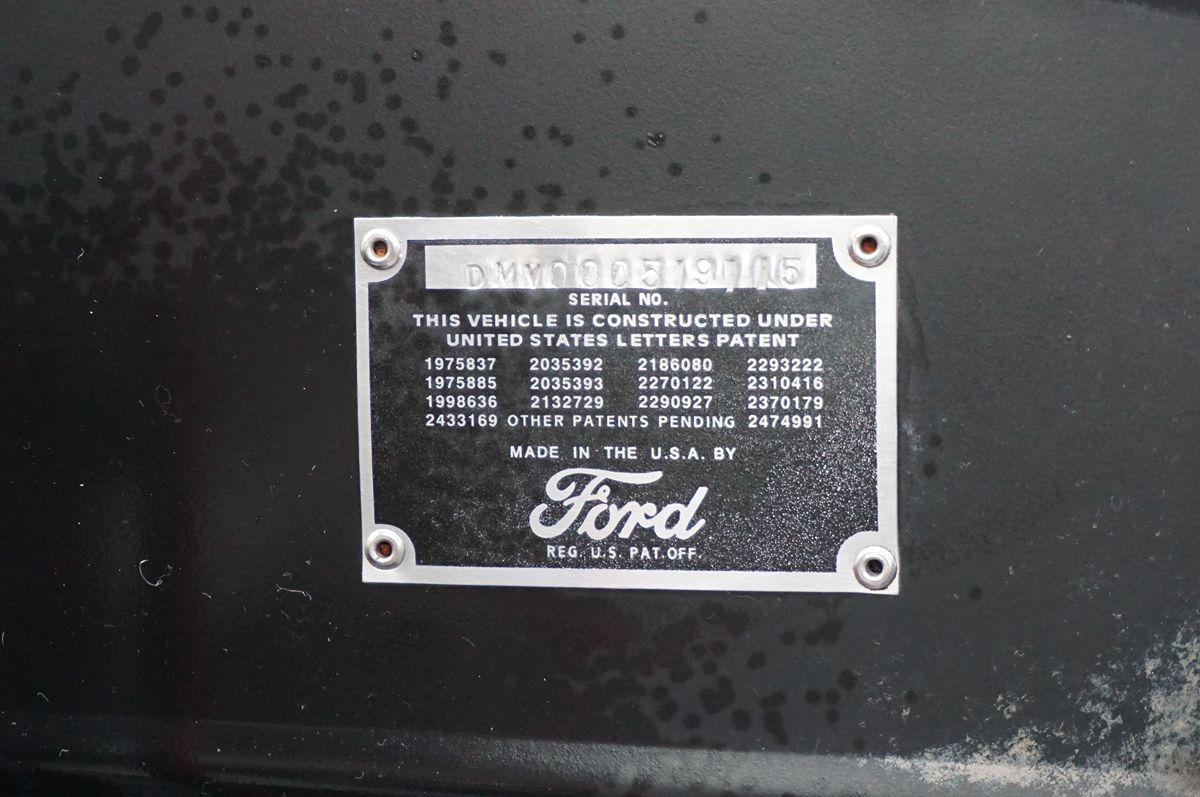 DMV000519115
SERIAL NO.
THIS VEHICLE IS CONSTRUCTED UNDER
UNITED STATES LETTERS PATENT
1975837 2035392 2186080 2293222
1975885 2035393 2270122 2310416
1998636 2132729 2290927 2370179
2433169 OTHER PATENTS PENDING 2474991
MADE IN THE U.S.A. BY
Ford
REG. U.S. PAT.OFF.